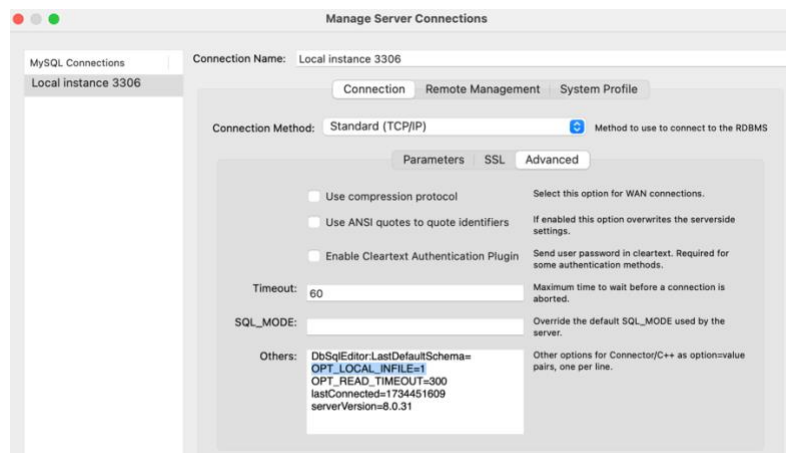 Manage Server Connections
MySQL Connections
Local instance 3306
Connection Name: Local instance 3306
Connection Remote Management System Profile
Connection Method: Standard (TCP/IP) Method to use to connect to the RDBMS
Parameters SSL Advanced
Use compression protocol Select this option for WAN connections.
Use ANSI quotes to quote identifiers If enabled this option overwrites the serverside
settings.
Enable Cleartext Authentication Plugin Send user password in cleartext. Required for
some authentication methods.
Timeout: 60 Maximum time to wait before a connection is
aborted.
SQL_MODE: Override the default SQL_MODE used by the
server.
Others: DbSqlEditor:LastDefaultSchema= Other options for Connector/C++ as option=value
OPT_LOCAL_INFILE=1 pairs, one per line.
OPT_READ_TIMEOUT=300
lastConnected=1734451609
serverVersion=8.0.31